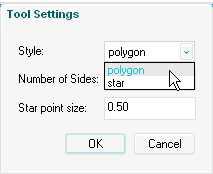 Tool Settings
Style: polygon
polygon
Number of Sides: star
Star point size: 0.50
OK Cancel